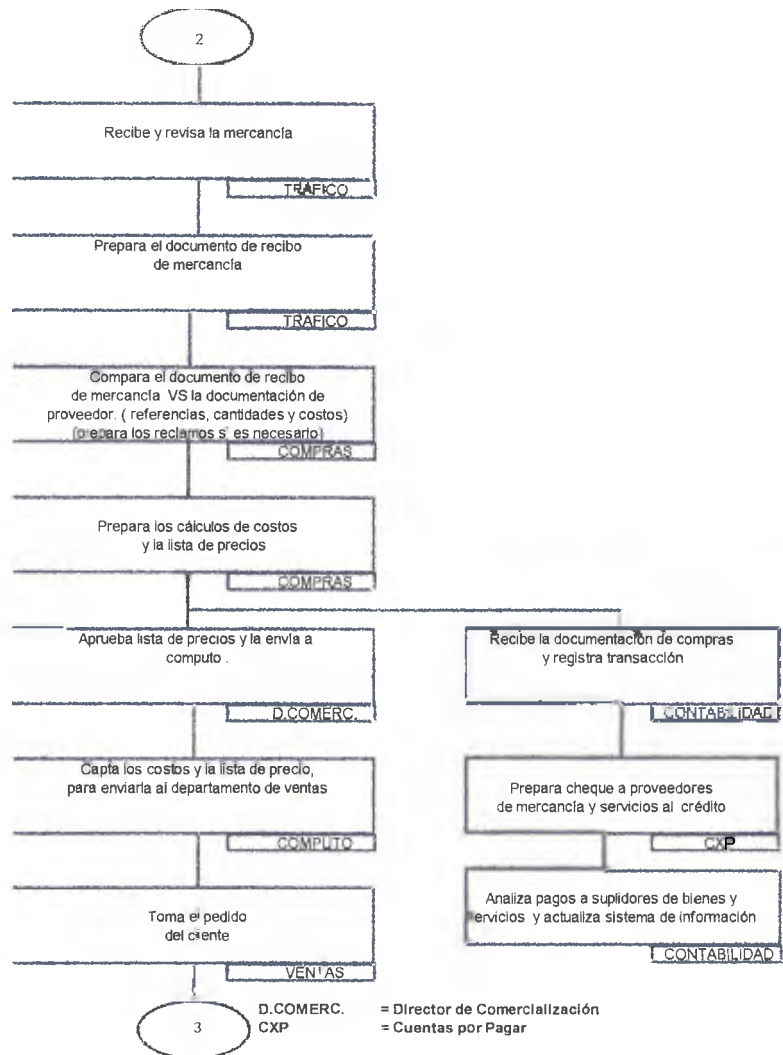 2
Recibe y revisa la mercancía
TRAFICO
Prepara el documento de recibo
de mercancía
TRAFICO
Compara el documento de recibo
de mercancía VS la documentación de
proveedor. ( referencias, cantidades y costos)
(prepara los reclamos si es necesario)
COMPRAS
Prepara los cálculos de costos
y la lista de precios
COMPRAS
Aprueba lista de precios y la envía a
computo .
D.COMERC.
Capta los costos y la lista de precio,
para enviarla al departamento de ventas
COMPUTO
Toma el pedido
del cliente
VENTAS
3
Recibe la documentación de compras
y registra transacción
CONTABILIDAD
Prepara cheque a proveedores
de mercancía y servicios al crédito
CXP
Analiza pagos a suplidores de bienes y
servicios y actualiza sistema de información
CONTABILIDAD
D.COMERC. = Director de Comercialización
CXP = Cuentas por Pagar